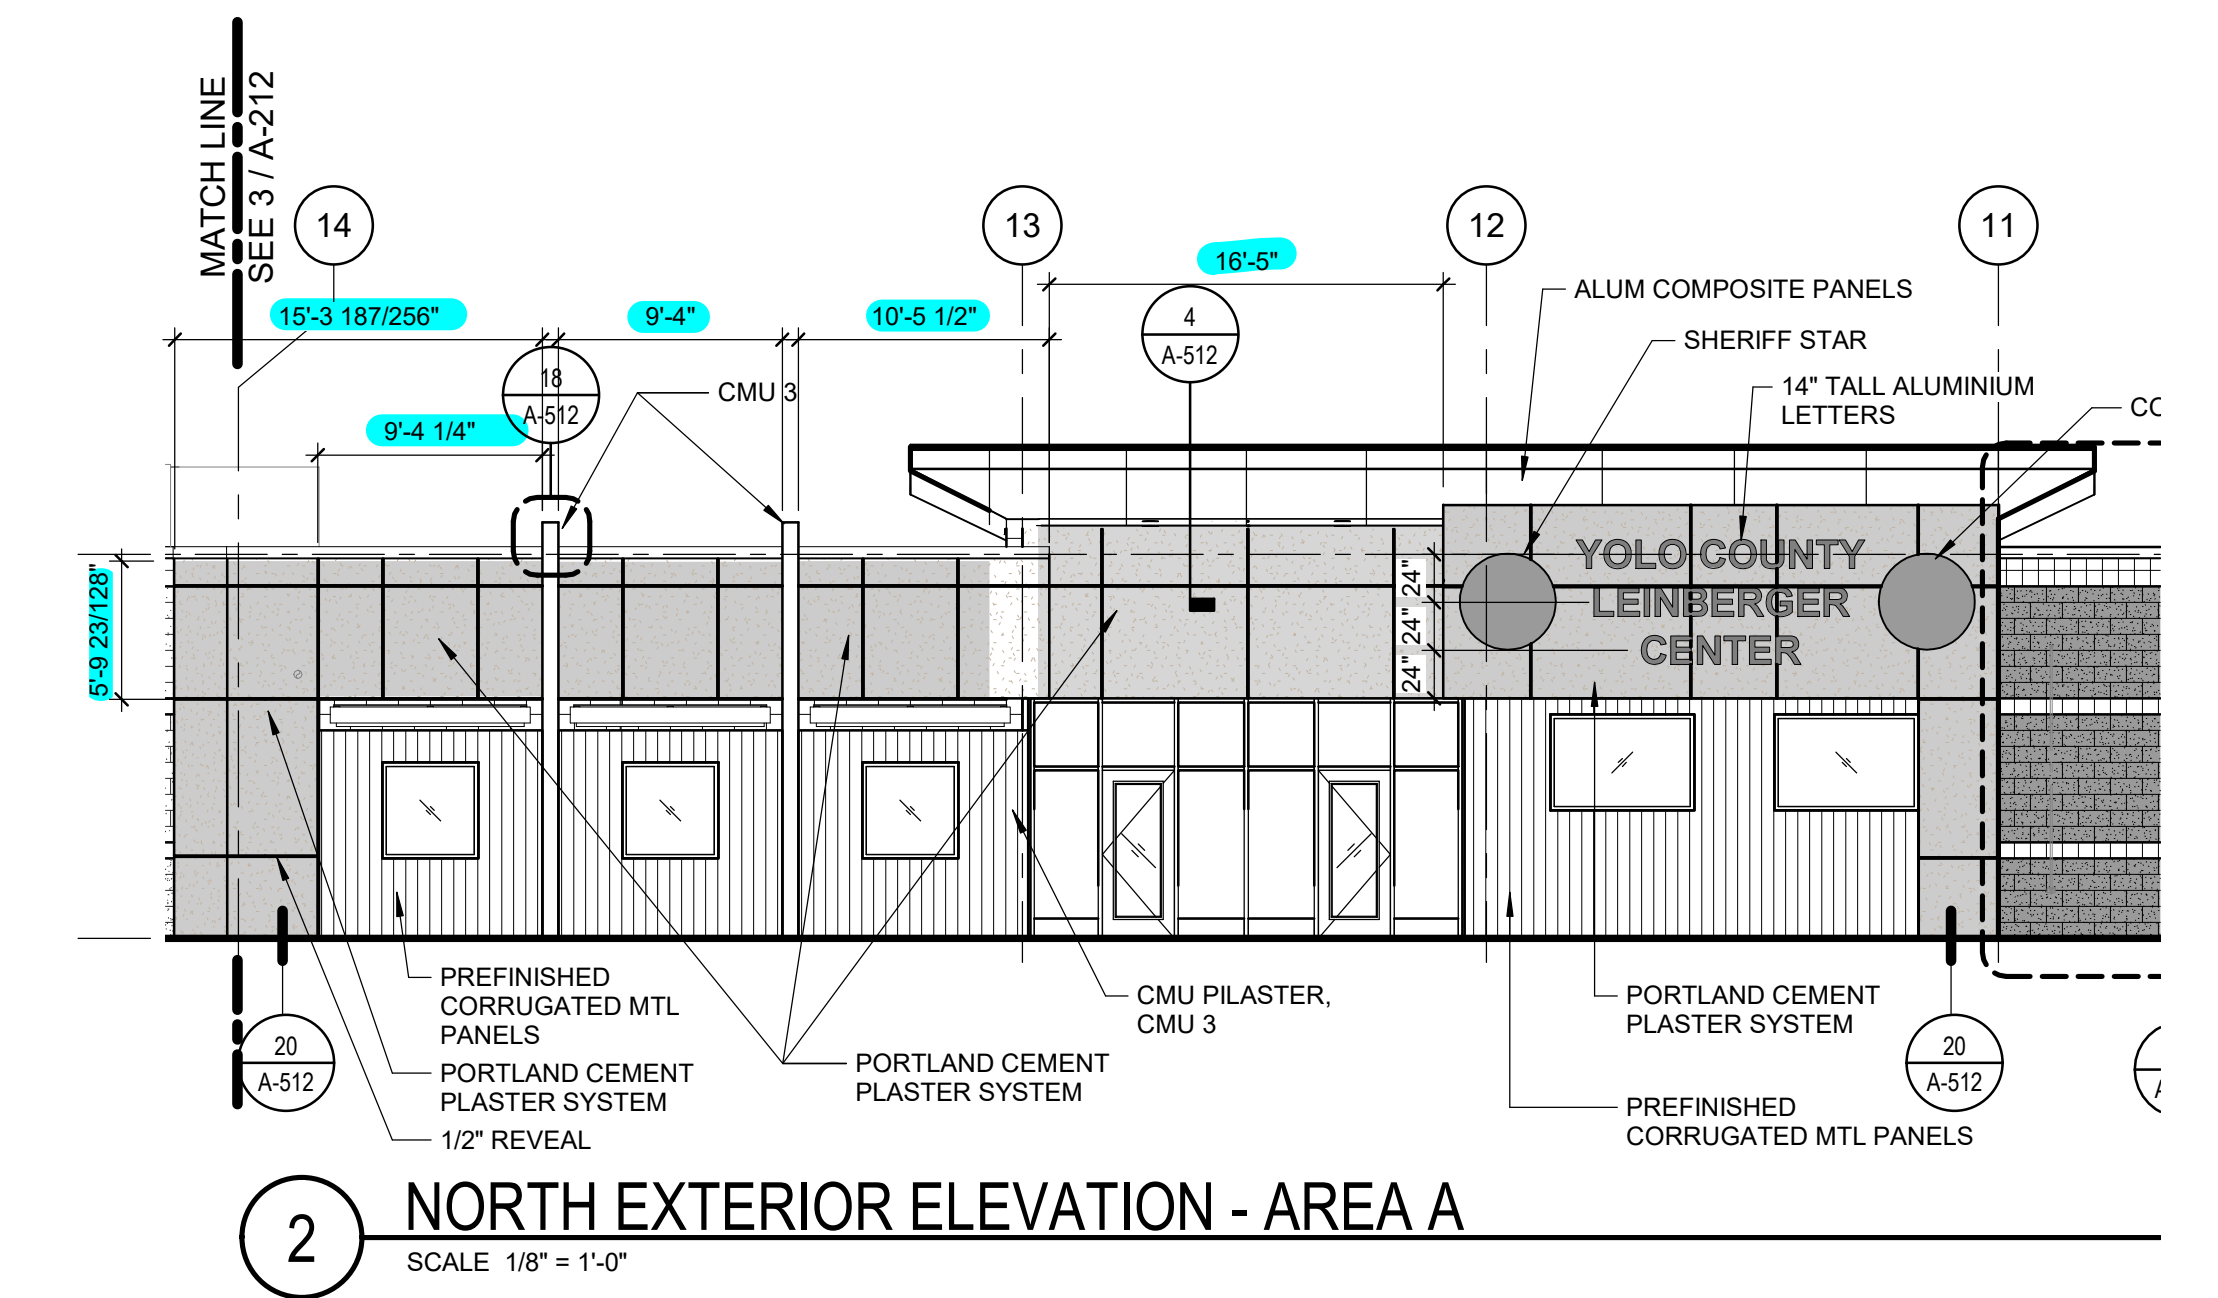 MATCH LINE
SEE 3 / A-212
14
13
12
11
15'-3 187/256"
9'-4"
10'-5 1/2"
16'-5"
4
A-512
ALUM COMPOSITE PANELS
SHERIFF STAR
14" TALL ALUMINIUM
LETTERS
18
A-512
CMU 3
9'-4 1/4"
5'-9 23/128"
24"
24"
24"
YOLO COUNTY
LEINBERGER
CENTER
PREFINISHED
CORRUGATED MTL
PANELS
PORTLAND CEMENT
PLASTER SYSTEM
1/2" REVEAL
20
A-512
PORTLAND CEMENT
PLASTER SYSTEM
CMU PILASTER,
CMU 3
PORTLAND CEMENT
PLASTER SYSTEM
PREFINISHED
CORRUGATED MTL PANELS
20
A-512
2
NORTH EXTERIOR ELEVATION - AREA A
SCALE 1/8" = 1'-0"